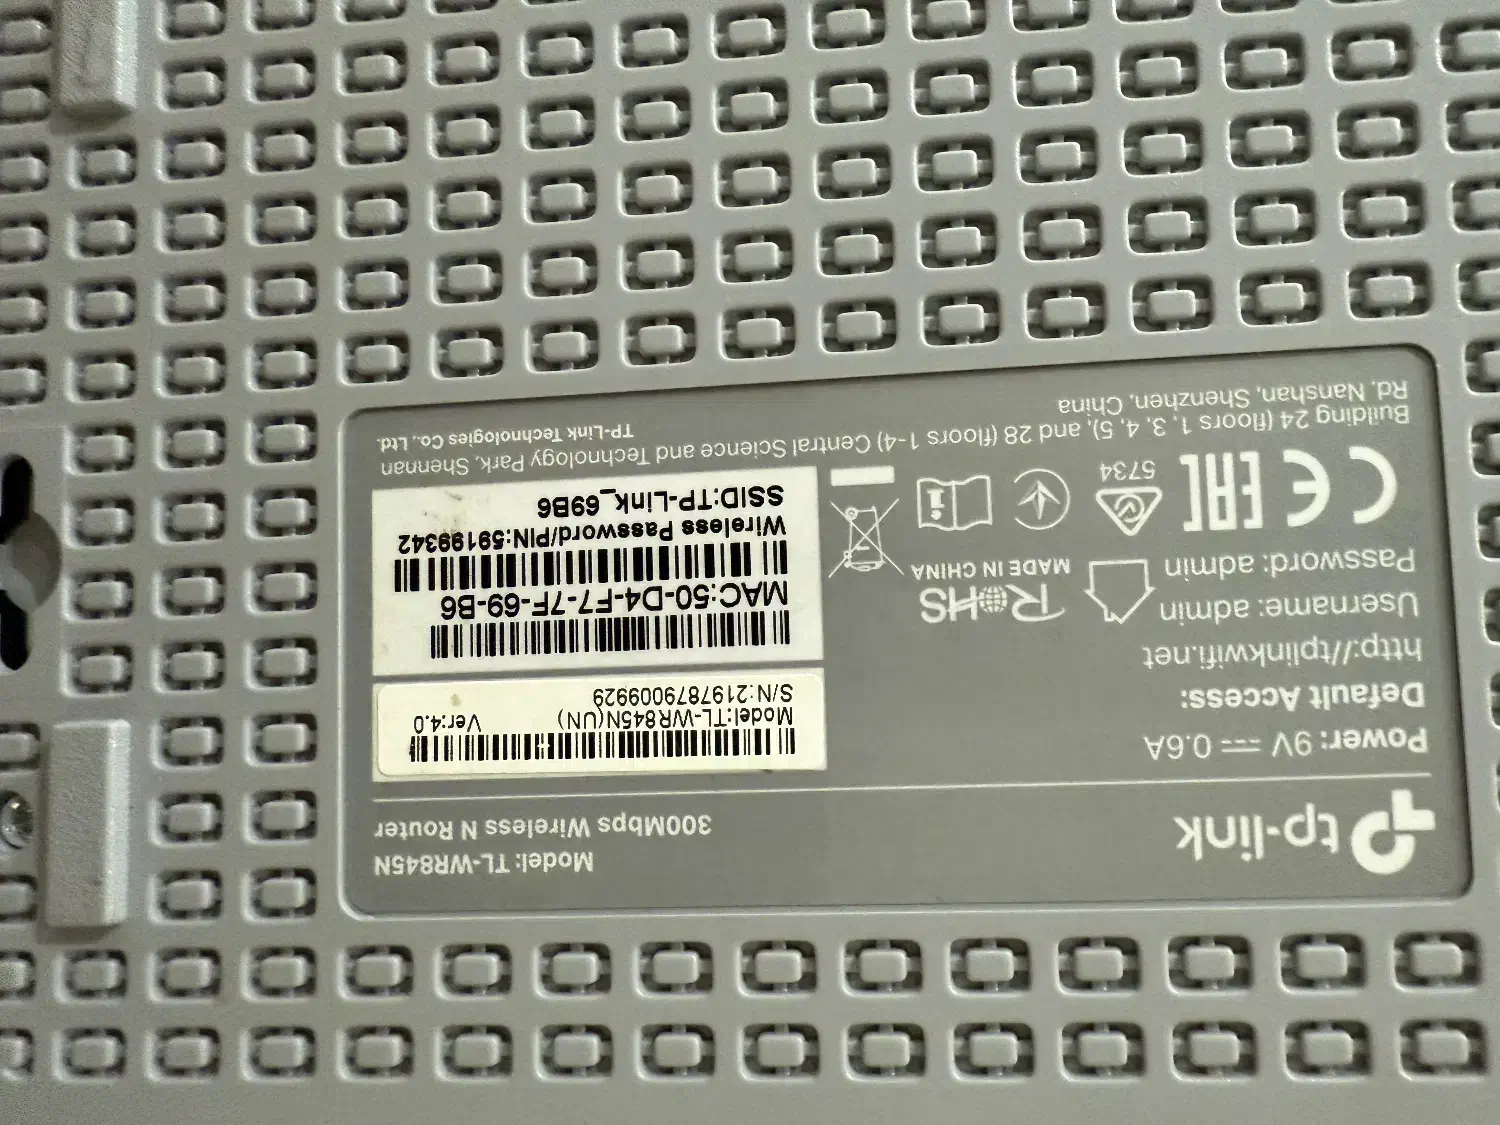 tp-link
Model: TL-WR845N
300Mbps Wireless N Router
Power: 9V ⎓ 0.6A
Default Access:
http://tplinkwifi.net
Username: admin
Password: admin
RoHS
MADE IN CHINA
CE
EAC
5734
Model:TL-WR845N(UN) Ver:4.0
S/N:2197879009929
MAC:50-D4-F7-7F-69-B6
Wireless Password/PIN:59199342
SSID:TP-Link_69B6
TP-Link Technologies Co., Ltd.
Building 24 (floors 1, 3, 4, 5), and 28 (floors 1-4) Central Science and Technology Park, Shennan
Rd, Nanshan, Shenzhen, China